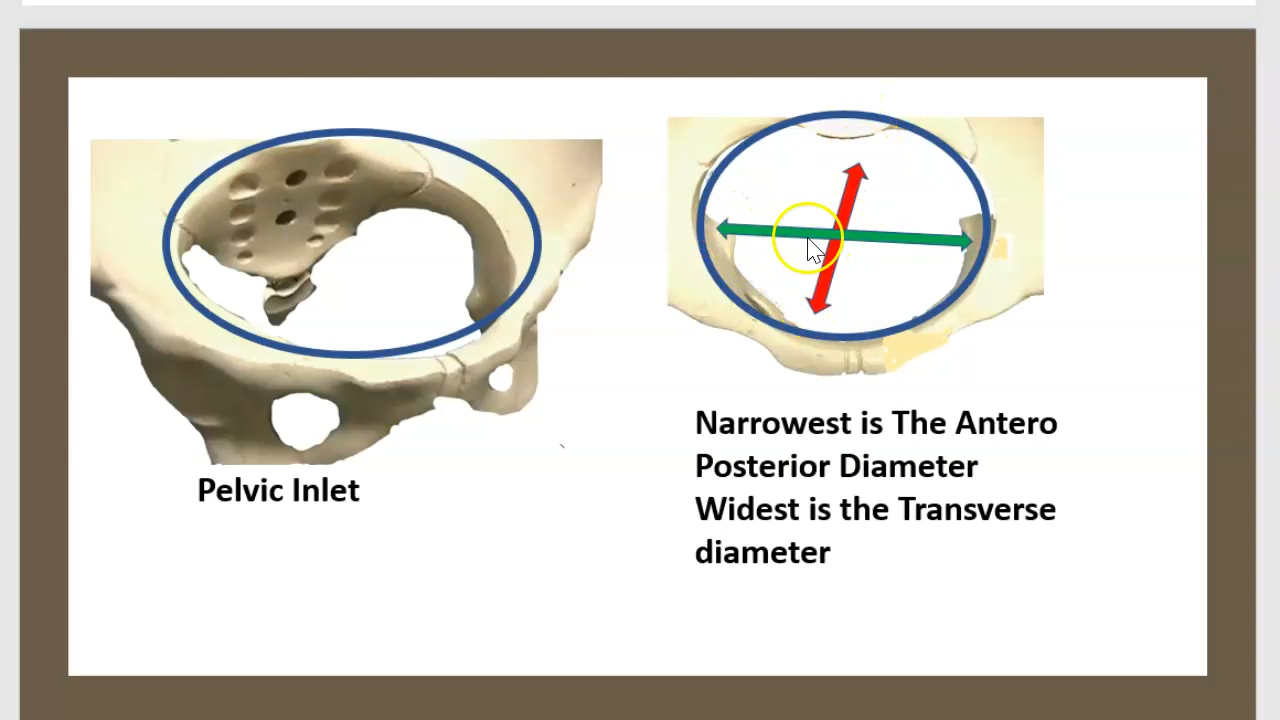 Pelvic Inlet
Narrowest is The Antero
Posterior Diameter
Widest is the Transverse
diameter